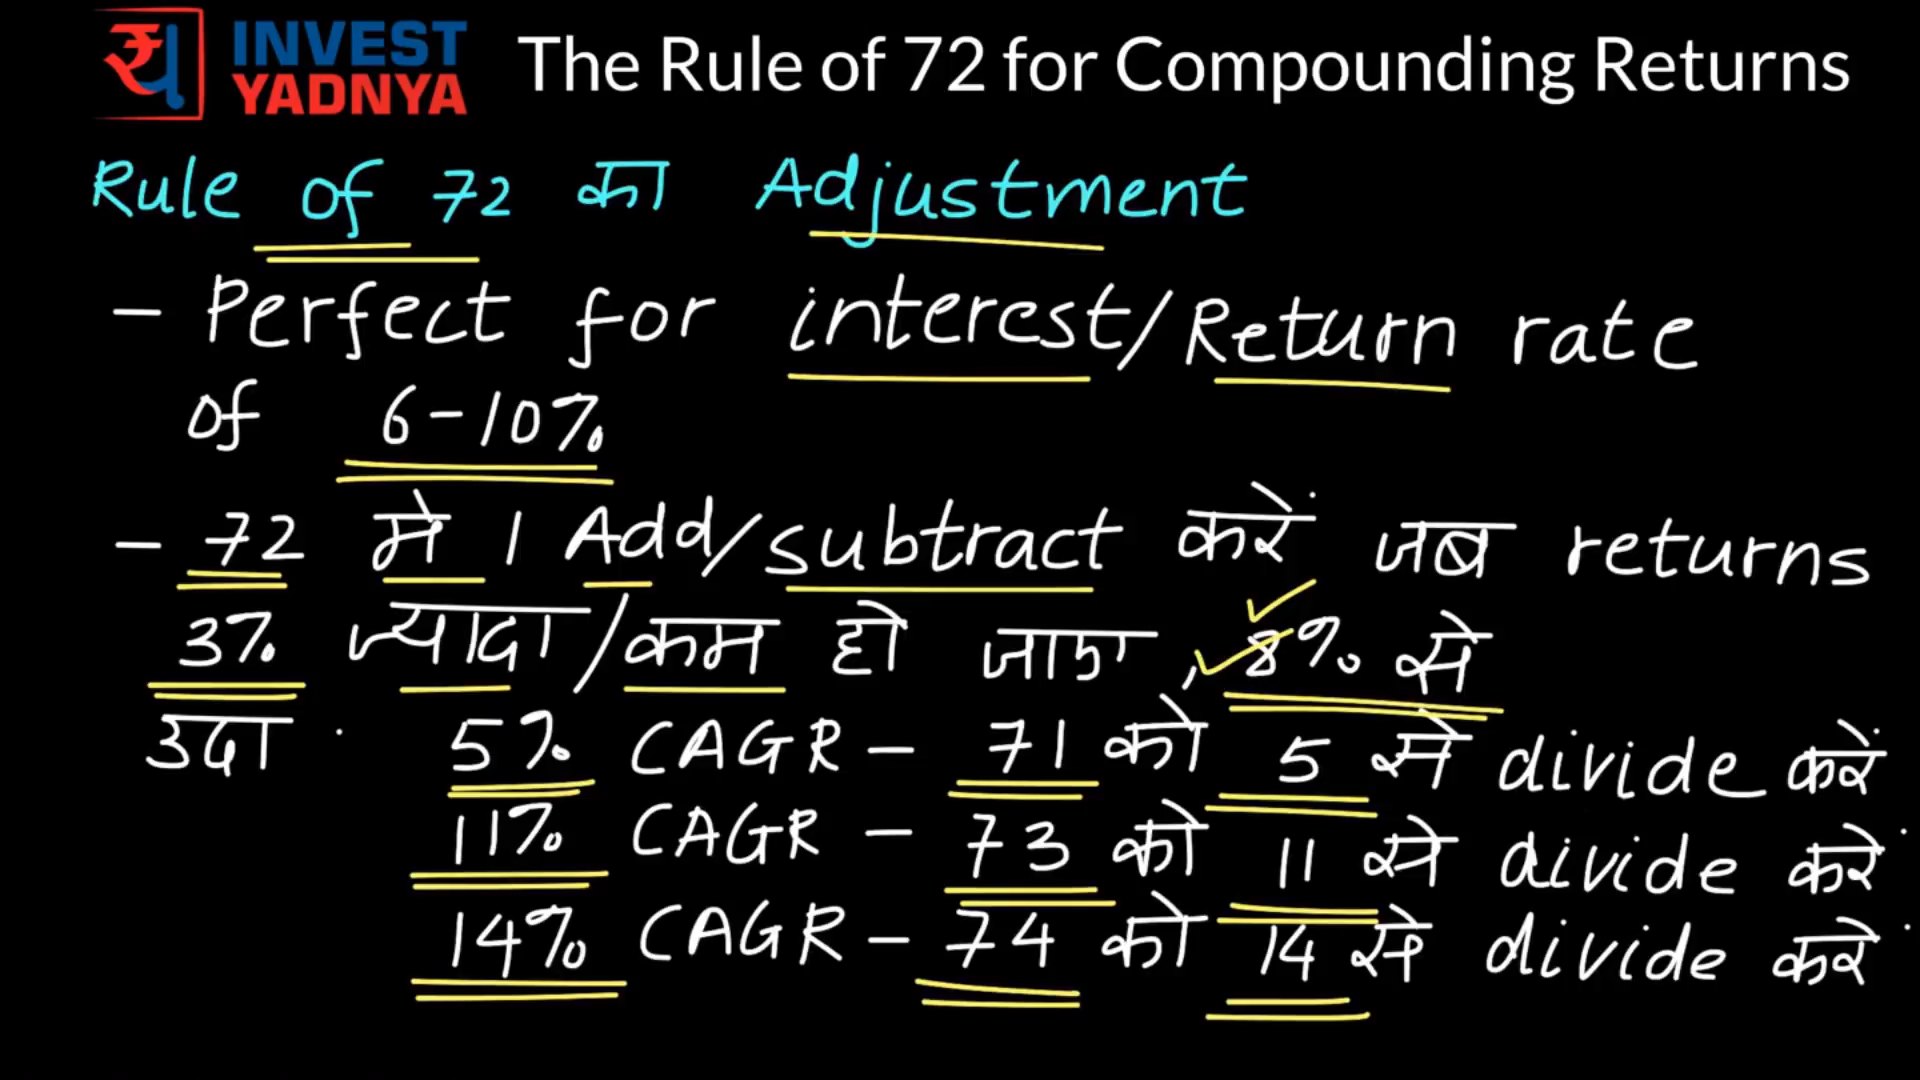 य INVEST YADNYA The Rule of 72 for Compounding Returns
Rule of 72 का Adjustment
- Perfect for interest/Return rate
of 6-10%
- 72 मे 1 Add/subtract करें जब returns
3% ज्यादा/कम हो जाए, 8% से
उदा. 5% CAGR - 71 को 5 से divide करें
11% CAGR - 73 को 11 से divide करें
14% CAGR - 74 को 14 से divide करें